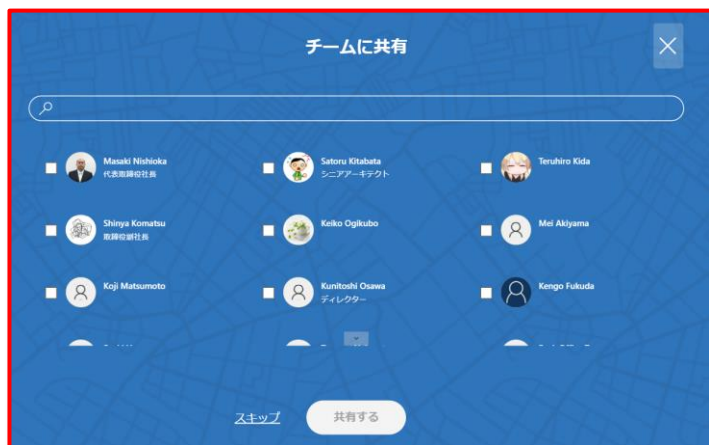 チームに共有
Masaki Nishioka
代表取締役社長
Satoru Kitabata
シニアアーキテクト
Teruhiro Kida
Shinya Komatsu
取締役副社長
Keiko Ogikubo
Mei Akiyama
Koji Matsumoto
Kunitoshi Osawa
ディレクター
Kengo Fukuda
スキップ
共有する